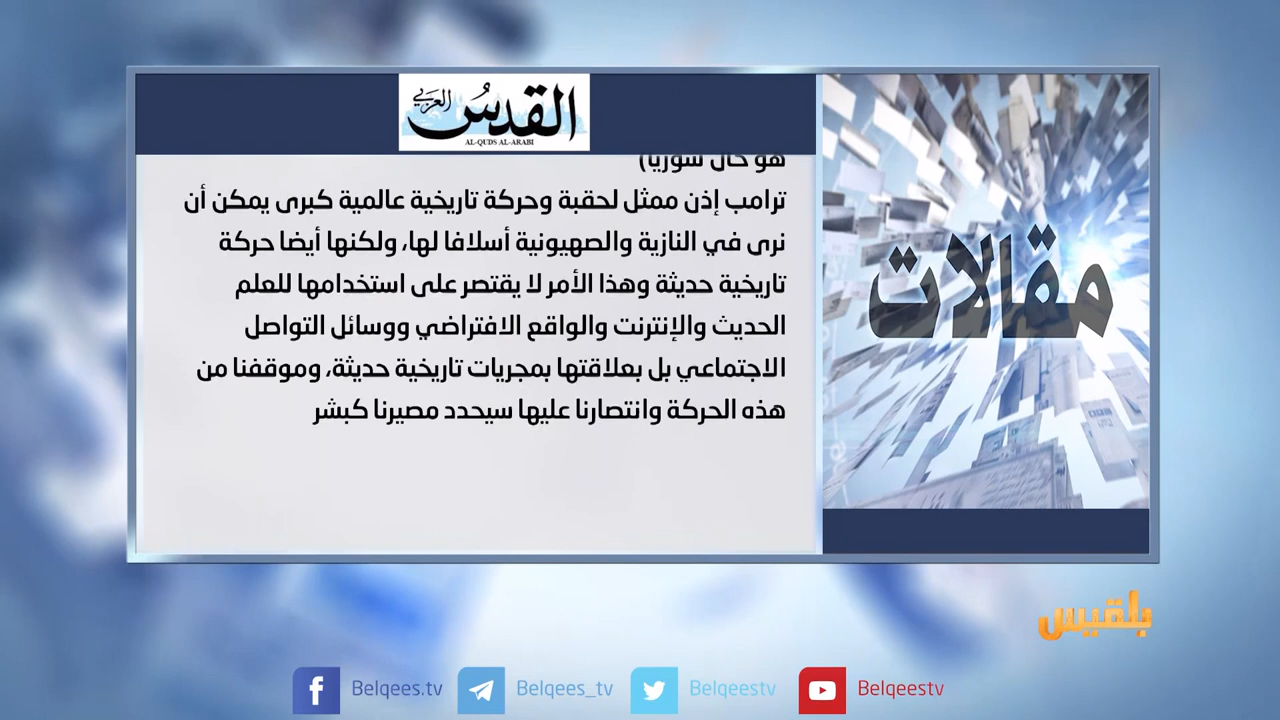 القدس العربي
AL-QUDS AL-ARABI
هو حال سوريا)
ترامب إذن ممثل لحقبة وحركة تاريخية عالمية كبرى يمكن أن
نرى في النازية والصهيونية أسلافا لها، ولكنها أيضا حركة
تاريخية حديثة وهذا الأمر لا يقتصر على استخدامها للعلم
الحديث والإنترنت والواقع الافتراضي ووسائل التواصل
الاجتماعي بل بعلاقتها بمجريات تاريخية حديثة، وموقفنا من
هذه الحركة وانتصارنا عليها سيحدد مصيرنا كبشر
مقالات
بلقيس
Belqees.tv
Belqees_tv
Belqeestv
Belqeestv